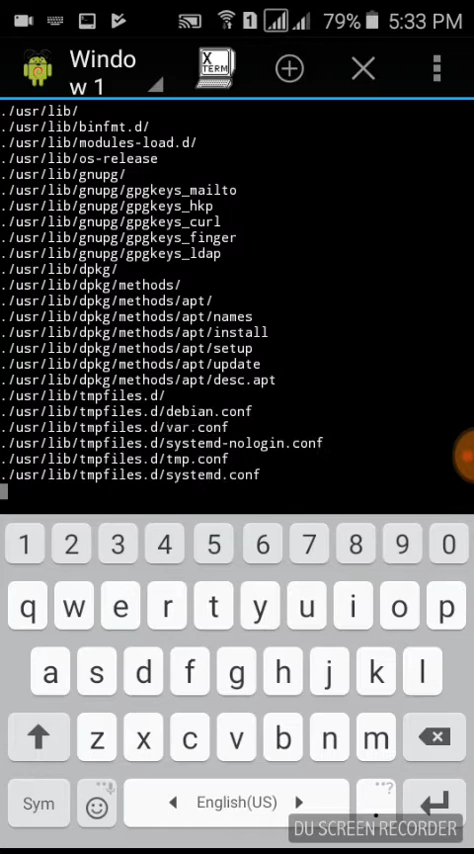 1 79% 5:33 PM
Windo
w 1
X
TERM
./usr/lib/
./usr/lib/binfmt.d/
./usr/lib/modules-load.d/
./usr/lib/os-release
./usr/lib/gnupg/
./usr/lib/gnupg/gpgkeys_mailto
./usr/lib/gnupg/gpgkeys_hkp
./usr/lib/gnupg/gpgkeys_curl
./usr/lib/gnupg/gpgkeys_finger
./usr/lib/gnupg/gpgkeys_ldap
./usr/lib/dpkg/
./usr/lib/dpkg/methods/
./usr/lib/dpkg/methods/apt/
./usr/lib/dpkg/methods/apt/names
./usr/lib/dpkg/methods/apt/install
./usr/lib/dpkg/methods/apt/setup
./usr/lib/dpkg/methods/apt/update
./usr/lib/dpkg/methods/apt/desc.apt
./usr/lib/tmpfiles.d/
./usr/lib/tmpfiles.d/debian.conf
./usr/lib/tmpfiles.d/var.conf
./usr/lib/tmpfiles.d/systemd-nologin.conf
./usr/lib/tmpfiles.d/tmp.conf
./usr/lib/tmpfiles.d/systemd.conf
1 2 3 4 5 6 7 8 9 0
q w e r t y u i o p
a s d f g h j k l
z x c v b n m
Sym English(US) . ?
DU SCREEN RECORDER